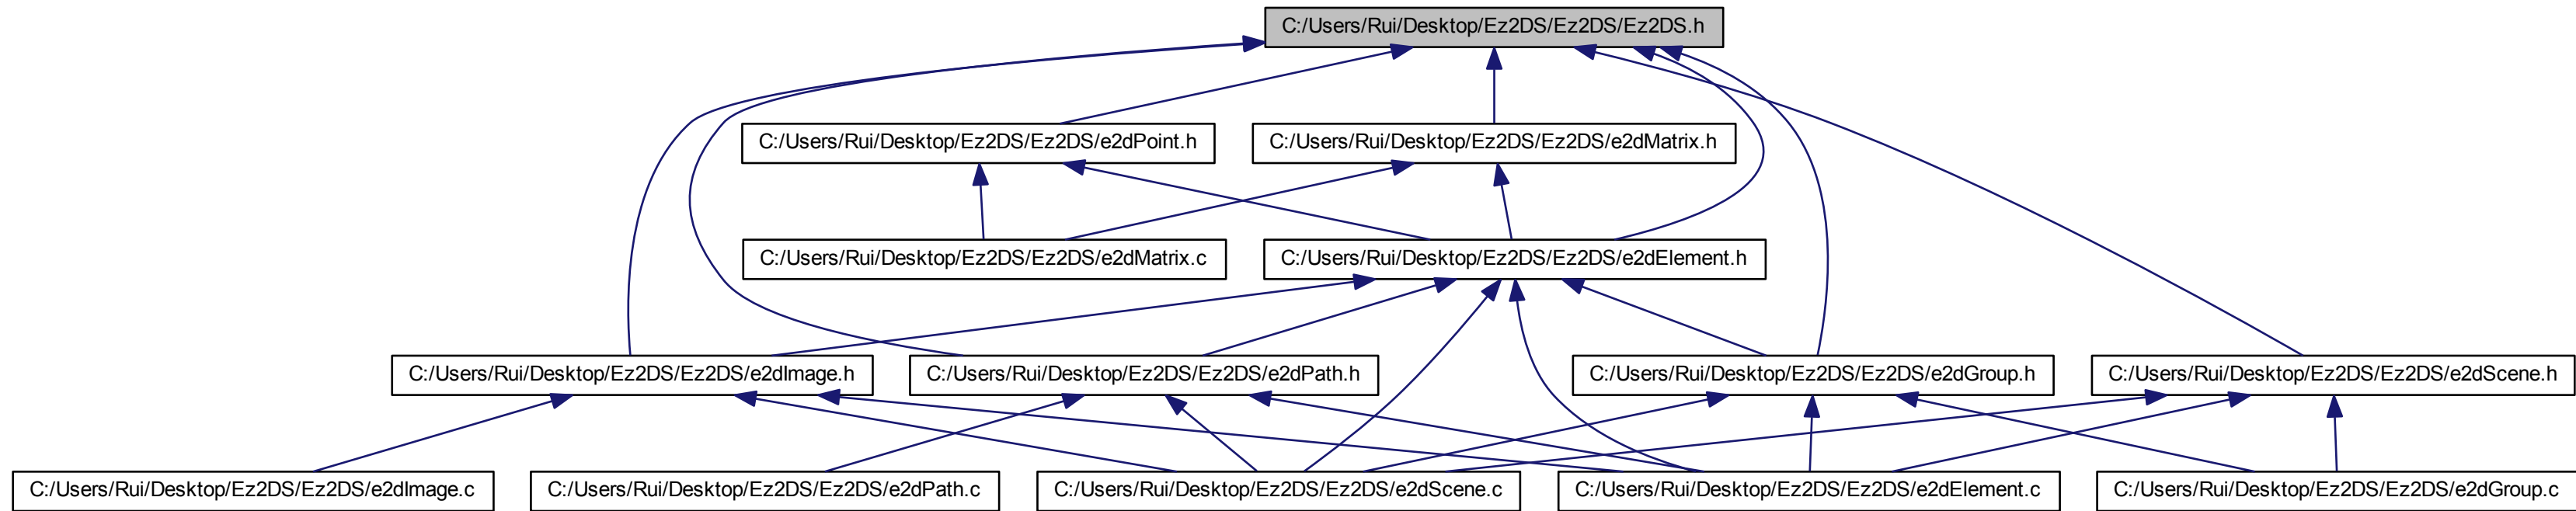 C:/Users/Rui/Desktop/Ez2DS/Ez2DS/Ez2DS.h
C:/Users/Rui/Desktop/Ez2DS/Ez2DS/e2dPoint.h
C:/Users/Rui/Desktop/Ez2DS/Ez2DS/e2dMatrix.h
C:/Users/Rui/Desktop/Ez2DS/Ez2DS/e2dMatrix.c
C:/Users/Rui/Desktop/Ez2DS/Ez2DS/e2dElement.h
C:/Users/Rui/Desktop/Ez2DS/Ez2DS/e2dImage.h
C:/Users/Rui/Desktop/Ez2DS/Ez2DS/e2dPath.h
C:/Users/Rui/Desktop/Ez2DS/Ez2DS/e2dGroup.h
C:/Users/Rui/Desktop/Ez2DS/Ez2DS/e2dScene.h
C:/Users/Rui/Desktop/Ez2DS/Ez2DS/e2dImage.c
C:/Users/Rui/Desktop/Ez2DS/Ez2DS/e2dPath.c
C:/Users/Rui/Desktop/Ez2DS/Ez2DS/e2dScene.c
C:/Users/Rui/Desktop/Ez2DS/Ez2DS/e2dElement.c
C:/Users/Rui/Desktop/Ez2DS/Ez2DS/e2dGroup.c